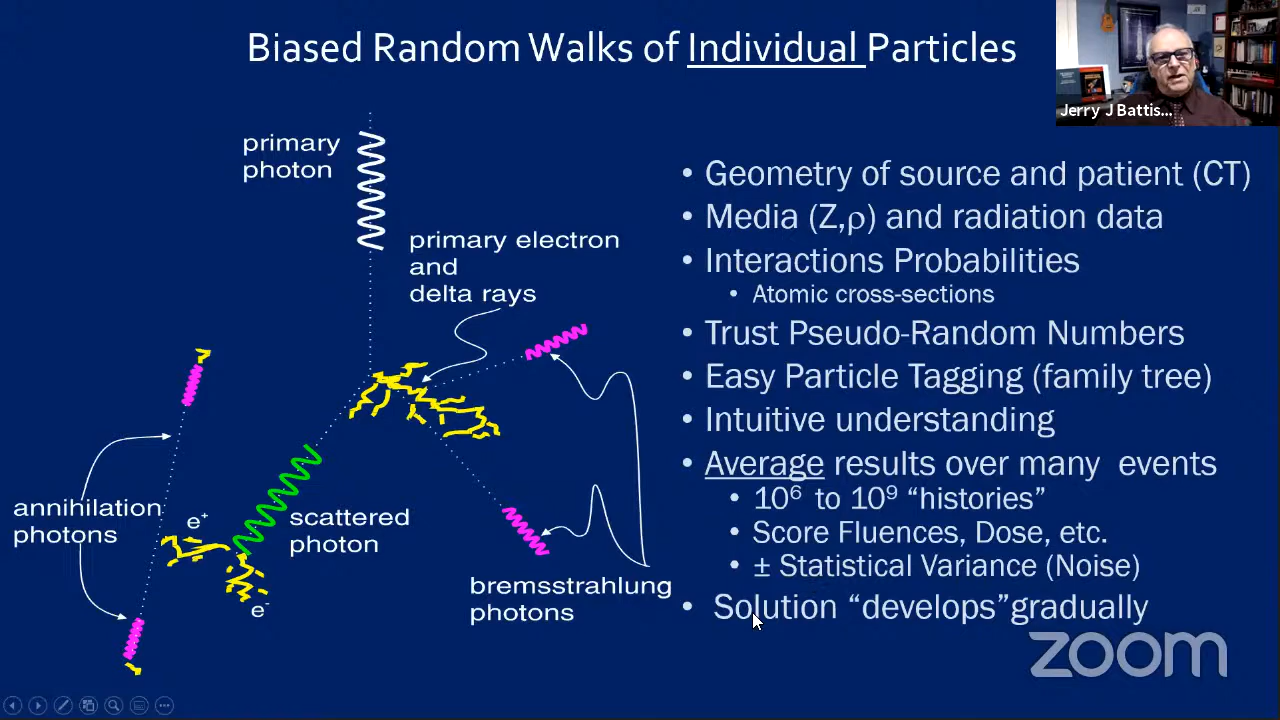 Biased Random Walks of Individual Particles
Jerry J Battis...
primary
photon
primary electron
and
delta rays
annihilation
photons
e+
e-
scattered
photon
bremsstrahlung
photons
• Geometry of source and patient (CT)
• Media (Z,ρ) and radiation data
• Interactions Probabilities
• Atomic cross-sections
• Trust Pseudo-Random Numbers
• Easy Particle Tagging (family tree)
• Intuitive understanding
• Average results over many events
• 10⁶ to 10⁹ “histories”
• Score Fluences, Dose, etc.
• ± Statistical Variance (Noise)
• Solution “develops”gradually
zoom